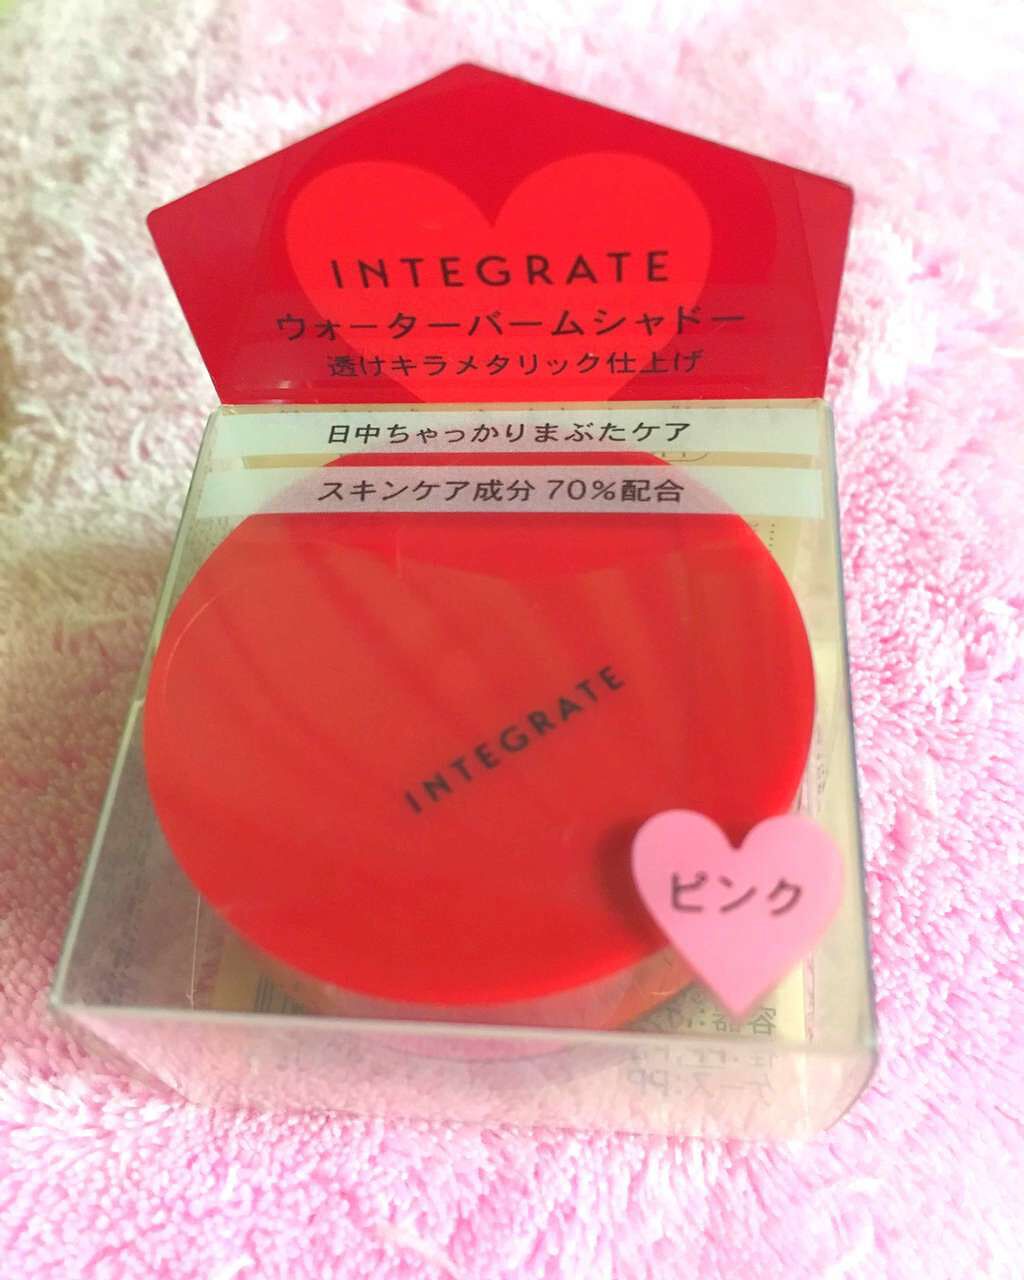 INTEGRATE
ウォーターバームシャドー
透けキラメタリック仕上げ
日中ちゃっかりまぶたケア
スキンケア成分 70%配合
INTEGRATE
ピンク